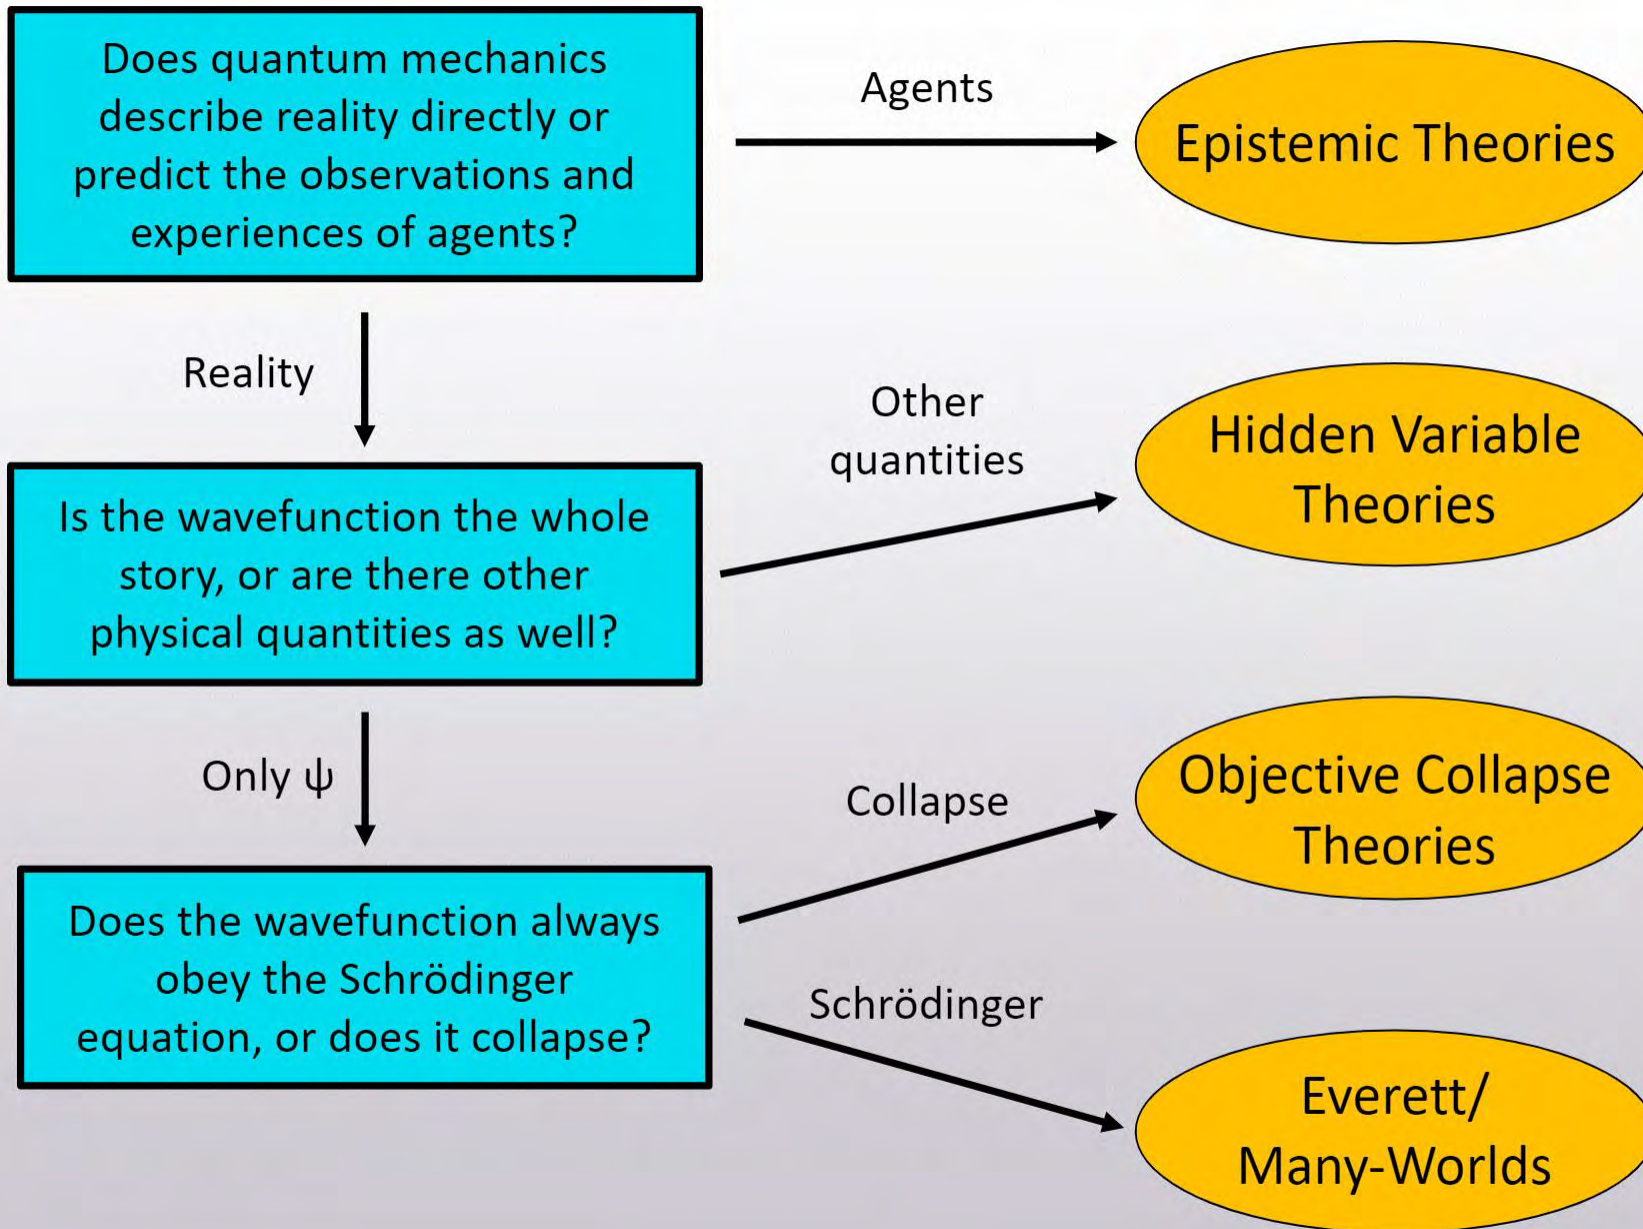 Does quantum mechanics
describe reality directly or
predict the observations and
experiences of agents?
Agents
Epistemic Theories
Reality
Is the wavefunction the whole
story, or are there other
physical quantities as well?
Other
quantities
Hidden Variable
Theories
Only ψ
Does the wavefunction always
obey the Schrödinger
equation, or does it collapse?
Collapse
Objective Collapse
Theories
Schrödinger
Everett/
Many-Worlds